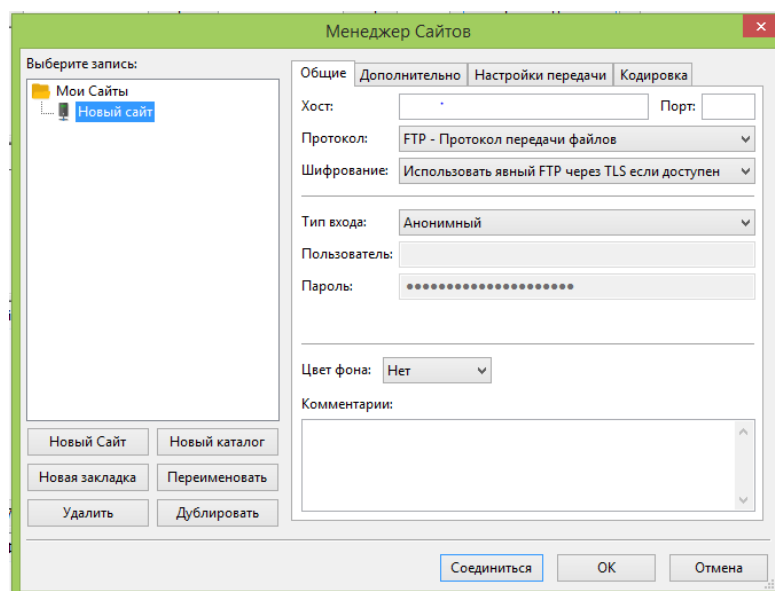 Менеджер Сайтов
Выберите запись:
Мои Сайты
Новый сайт
Новый Сайт
Новый каталог
Новая закладка
Переименовать
Удалить
Дублировать
Общие
Дополнительно
Настройки передачи
Кодировка
Хост:
Порт:
Протокол:
FTP - Протокол передачи файлов
Шифрование:
Использовать явный FTP через TLS если доступен
Тип входа:
Анонимный
Пользователь:
Пароль:
Цвет фона:
Нет
Комментарии:
Соединиться
OK
Отмена